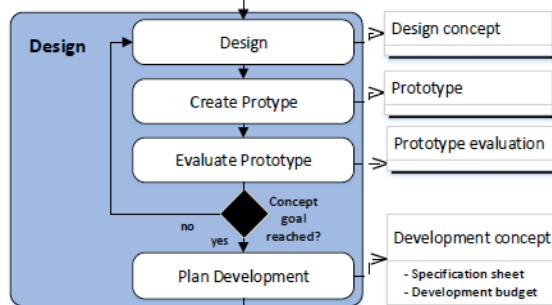 Design
Design
Design concept
Create Protype
Prototype
Evaluate Prototype
Prototype evaluation
Concept
goal
reached?
no
yes
Plan Development
Development concept
- Specification sheet
- Development budget